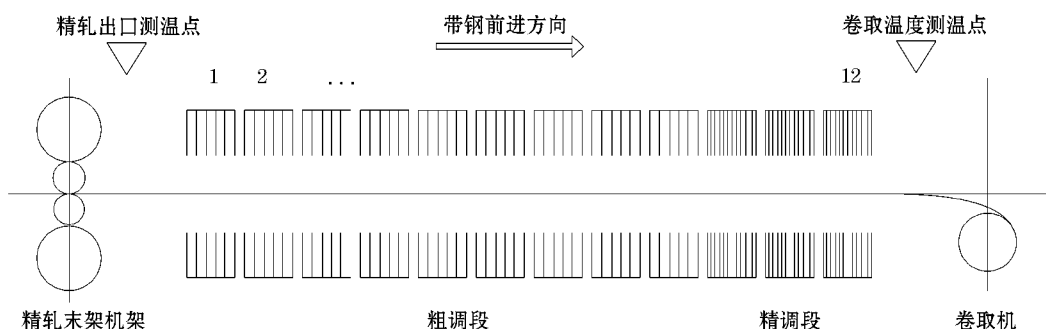 精轧出口测温点
带钢前进方向
卷取温度测温点
1 2 ... 12
精轧末架机架
粗调段
精调段
卷取机